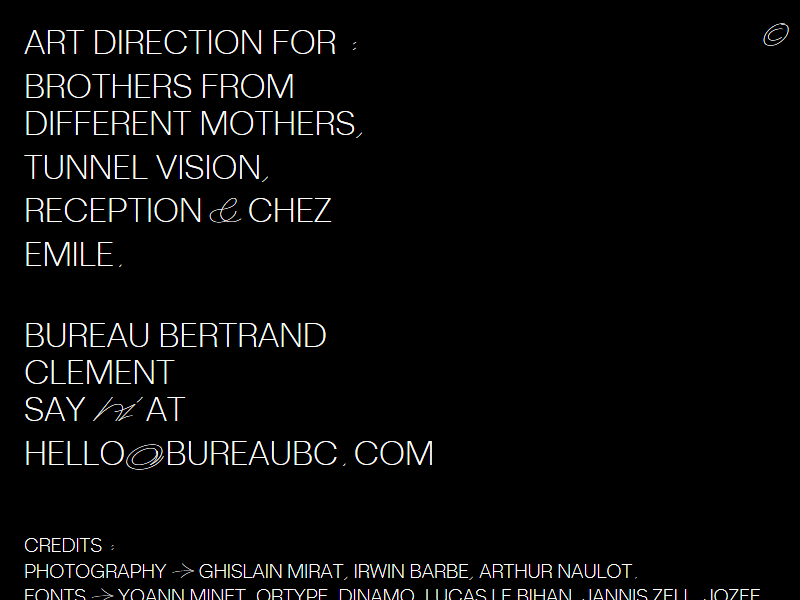 ART DIRECTION FOR :
©
BROTHERS FROM
DIFFERENT MOTHERS,
TUNNEL VISION,
RECEPTION & CHEZ
EMILE.
BUREAU BERTRAND
CLEMENT
SAY hi AT
HELLO@BUREAUBC.COM
CREDITS :
PHOTOGRAPHY -> GHISLAIN MIRAT, IRWIN BARBE, ARTHUR NAULOT.
FONTS -> YOANN MINET, ORTYPE, DINAMO, LUCAS LE BIHAN, JANNIS ZELL, JOZEF